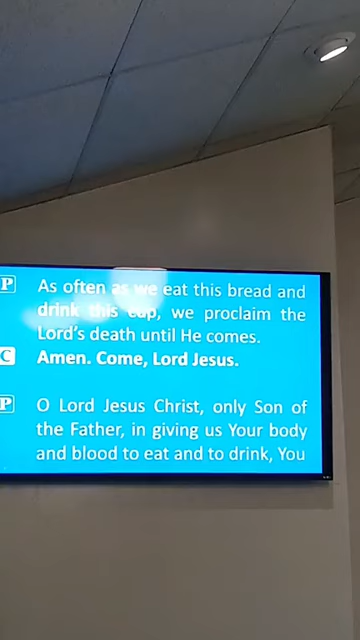 P As often as we eat this bread and
drink this cup, we proclaim the
Lord's death until He comes.
C Amen. Come, Lord Jesus.
P O Lord Jesus Christ, only Son of
the Father, in giving us Your body
and blood to eat and to drink, You